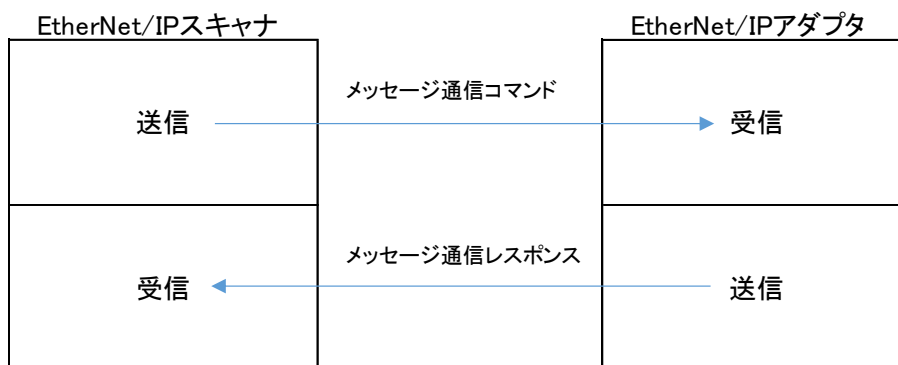 EtherNet/IPスキャナ
EtherNet/IPアダプタ
メッセージ通信コマンド
送信
受信
メッセージ通信レスポンス
受信
送信